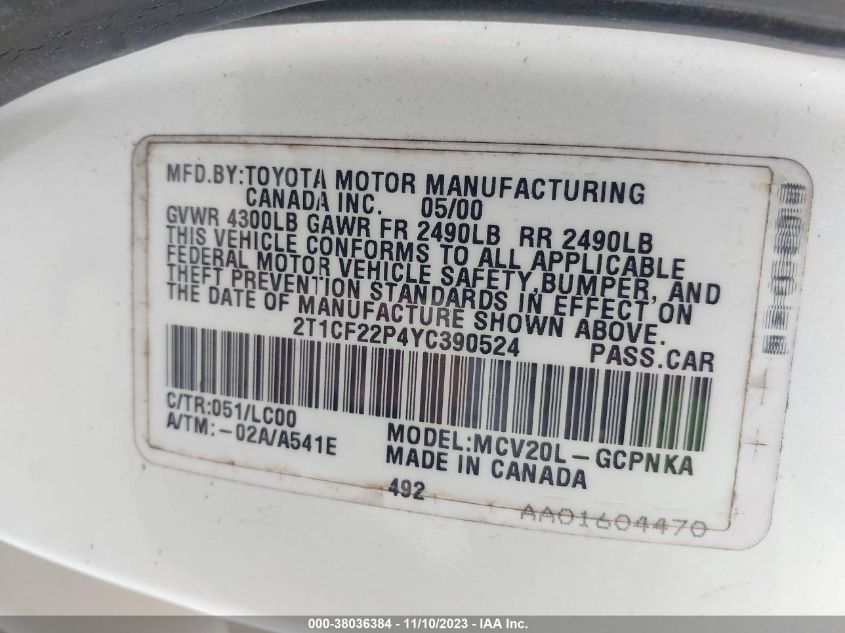 MFD.BY:TOYOTA MOTOR MANUFACTURING
CANADA INC. 05/00
GVWR 4300LB GAWR FR 2490LB RR 2490LB
THIS VEHICLE CONFORMS TO ALL APPLICABLE
FEDERAL MOTOR VEHICLE SAFETY,BUMPER, AND
THEFT PREVENTION STANDARDS IN EFFECT ON
THE DATE OF MANUFACTURE SHOWN ABOVE.
2T1CF22P4YC390524 PASS.CAR
C/TR:051/LC00
A/TM:-02A/A541E
MODEL:MCV20L-GCPNKA
MADE IN CANADA
492
AA01604470
000-38036384 - 11/10/2023 - IAA Inc.